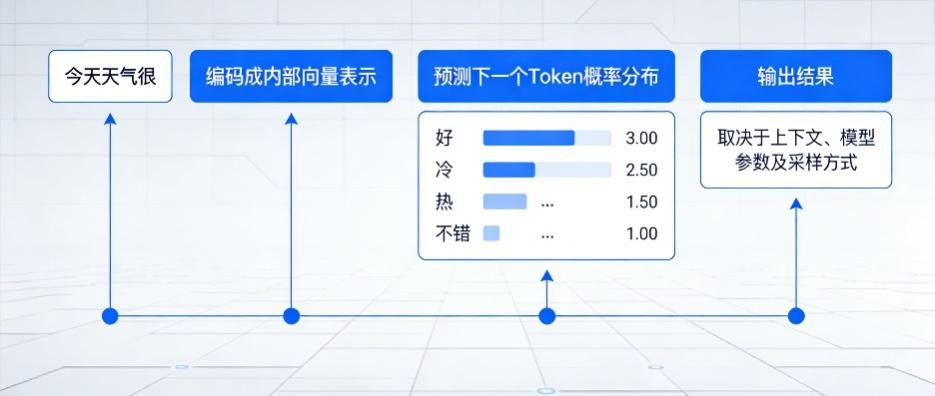 今天天气很
编码成内部向量表示
预测下一个Token概率分布
输出结果
好 3.00
冷 2.50
热 ... 1.50
不错 ... 1.00
取决于上下文、模型
参数及采样方式